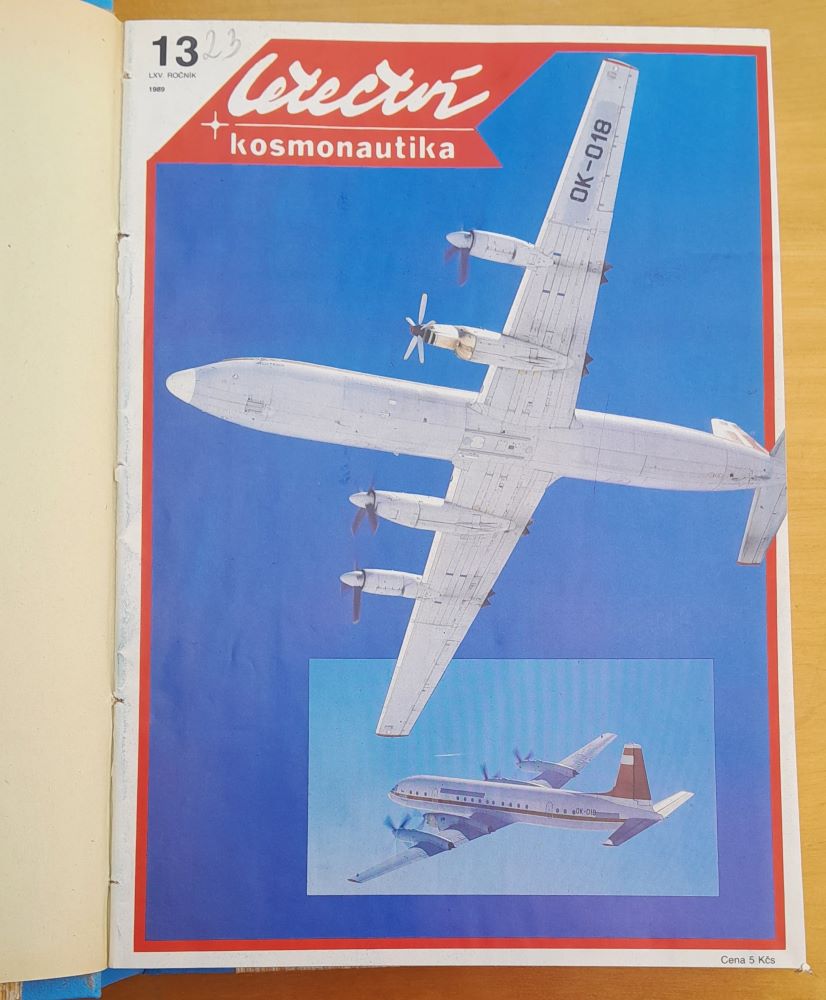 13 23
LXV. ROČNÍK
1989
letectví
kosmonautika
OK-018
OK-018
Cena 5 Kčs